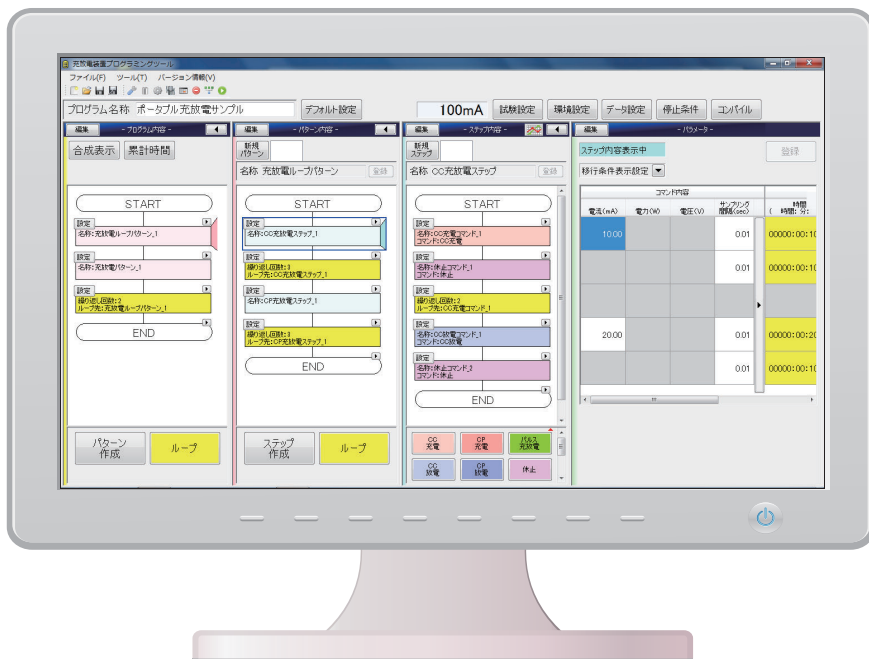 充放電装置プログラミングツール
ファイル(F) ツール(T) バージョン情報(V)
プログラム名称 ポータブル充放電サンプル デフォルト設定 100mA 試験設定 環境設定 データ設定 停止条件 コンパイル
編集 - プログラム内容 -
合成表示 累計時間
START
設定
名称:充放電ループパターン_1
設定
名称:充放電パターン_1
設定
繰り返し回数:2
ループ先:充放電ループパターン_1
END
パターン
作成
ループ
編集 - パターン内容 -
新規
パターン
名称 充放電ループパターン 登録
START
設定
名称:CC充放電ステップ_1
設定
繰り返し回数:3
ループ先:CC充放電ステップ_1
設定
名称:CP充放電ステップ_1
設定
繰り返し回数:3
ループ先:CP充放電ステップ_1
END
ステップ
作成
ループ
編集 - ステップ内容 -
新規
ステップ
名称 CC充放電ステップ 登録
START
設定
名称:CC充電コマンド_1
コマンド:CC充電
設定
名称:休止コマンド_1
コマンド:休止
設定
繰り返し回数:2
ループ先:CC充電コマンド_1
設定
名称:CC放電コマンド_1
コマンド:CC放電
設定
名称:休止コマンド_2
コマンド:休止
END
CC
充電
CP
充電
パルス
充放電
CC
放電
CP
放電
休止
編集 - パラメータ -
ステップ内容表示中 登録
移行条件表示設定
コマンド内容
電流(mA) 電力(W) 電圧(V) サンプリング
間隔(sec)
時間
( 時間: 分:
10.00 0.01 00000:00:10
0.01 00000:00:10
20.00 0.01 00000:00:20
0.01 00000:00:10